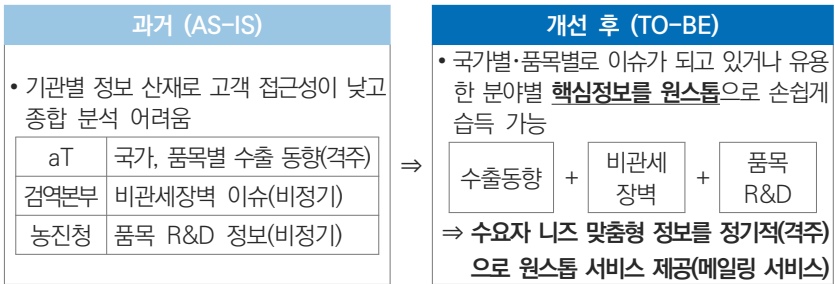 과거 (AS-IS)
• 기관별 정보 산재로 고객 접근성이 낮고
종합 분석 어려움
aT 국가, 품목별 수출 동향(격주)
검역본부 비관세장벽 이슈(비정기)
농진청 품목 R&D 정보(비정기)
⇒
개선 후 (TO-BE)
• 국가별·품목별로 이슈가 되고 있거나 유용
한 분야별 핵심정보를 원스톱으로 손쉽게
습득 가능
수출동향 + 비관세 장벽 + 품목 R&D
⇒ 수요자 니즈 맞춤형 정보를 정기적(격주)
으로 원스톱 서비스 제공(메일링 서비스)